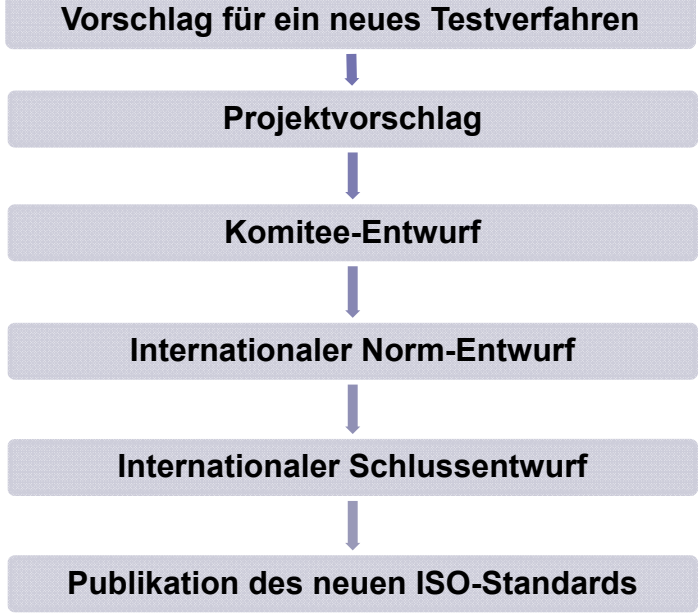 Vorschlag für ein neues Testverfahren
Projektvorschlag
Komitee-Entwurf
Internationaler Norm-Entwurf
Internationaler Schlussentwurf
Publikation des neuen ISO-Standards